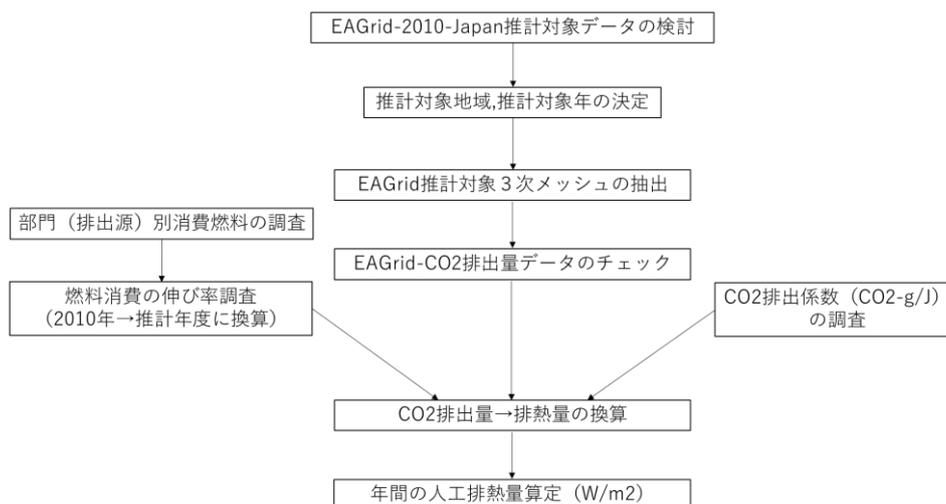 EAGrid-2010-Japan推計対象データの検討
推計対象地域,推計対象年の決定
EAGrid推計対象３次メッシュの抽出
部門（排出源）別消費燃料の調査
EAGrid-CO2排出量データのチェック
燃料消費の伸び率調査
（2010年→推計年度に換算）
CO2排出係数（CO2-g/J）
の調査
CO2排出量→排熱量の換算
年間の人工排熱量算定（W/m2）